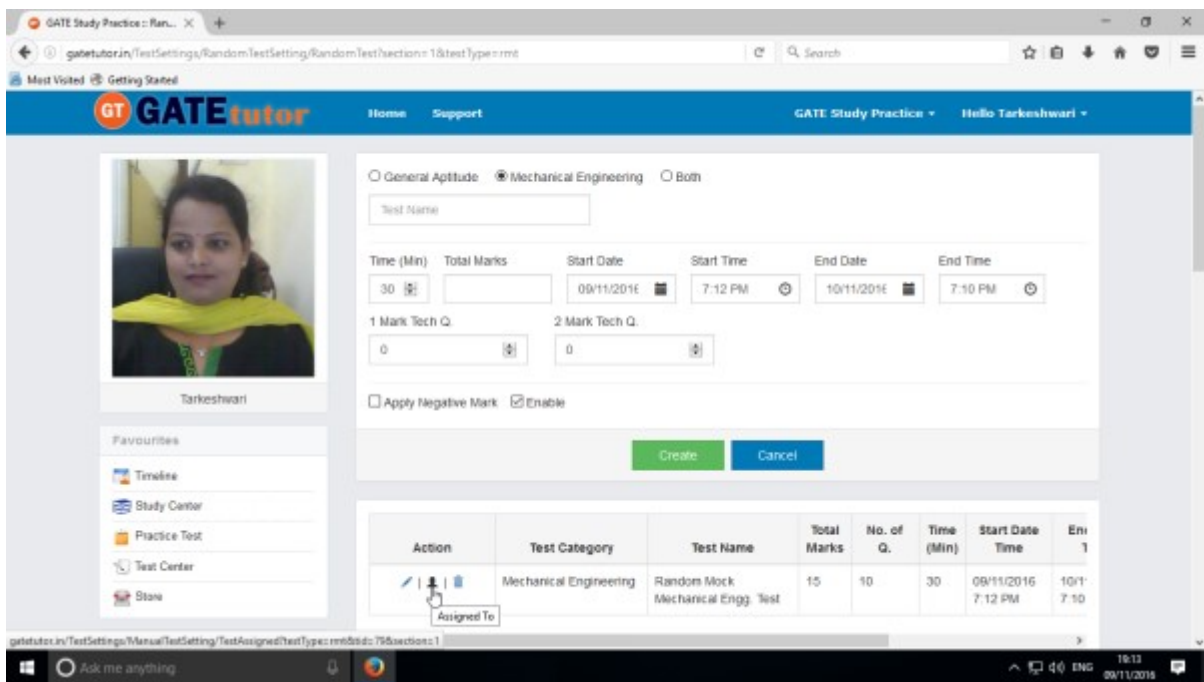 GATE Study Practice :: Ran...
gatetutor.in/TestSettings/RandomTestSetting/RandomTest?section=1&testType=rmt
Search
Most Visited Getting Started
GT GATEtutor Home Support GATE Study Practice Hello Tarkeshwari
General Aptitude Mechanical Engineering Both
Test Name
Time (Min) Total Marks Start Date Start Time End Date End Time
30 09/11/2016 7:12 PM 10/11/2016 7:10 PM
1 Mark Tech Q. 2 Mark Tech Q.
0 0
Tarkeshwari
Apply Negative Mark Enable
Favourites
Create Cancel
Timeline
Study Center
Practice Test
Test Center
Store
Action Test Category Test Name Total Marks No. of Q. Time (Min) Start Date Time
Mechanical Engineering Random Mock Mechanical Engg. Test 15 10 30 09/11/2016 7:12 PM 10/1 7:10
Assigned To
gatetutor.in/TestSettings/ManualTestSetting/TestAssigned?testType=rmt&tid=79&section=1
Ask me anything ENG 19:13
09/11/2016